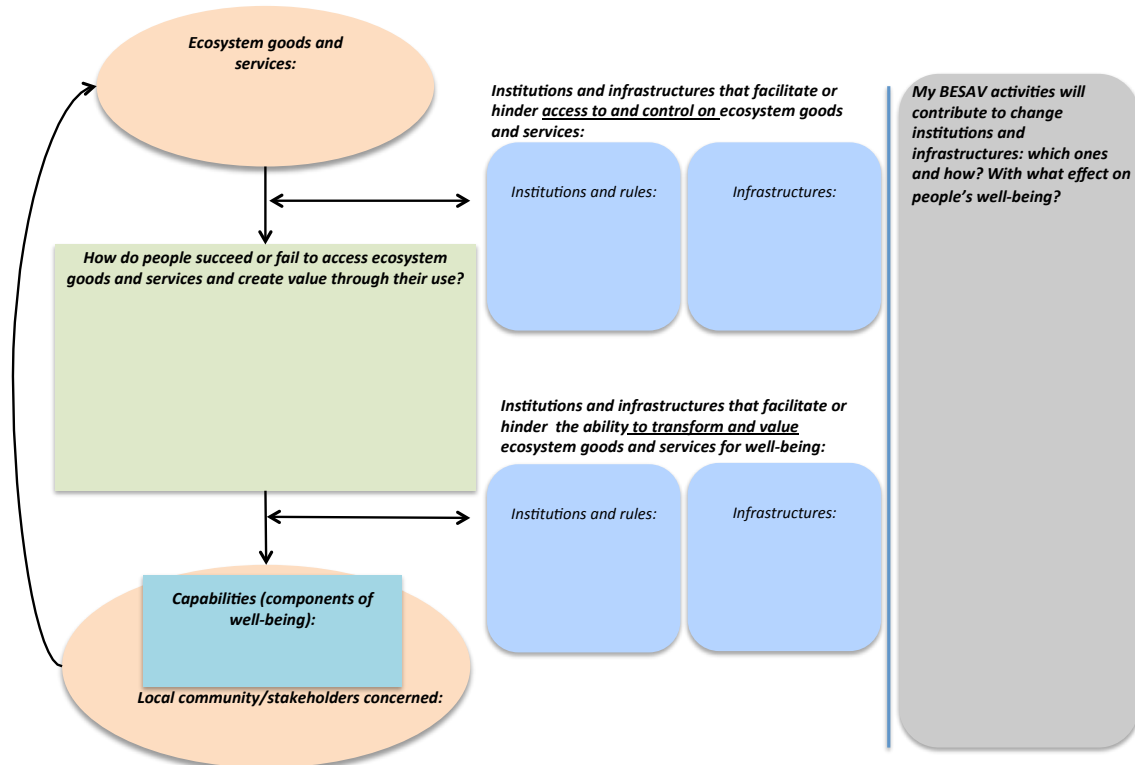 Ecosystem goods and
services:
Institutions and infrastructures that facilitate or
hinder access to and control on ecosystem goods
and services:
Institutions and rules:
Infrastructures:
How do people succeed or fail to access ecosystem
goods and services and create value through their use?
Institutions and infrastructures that facilitate or
hinder the ability to transform and value
ecosystem goods and services for well-being:
Institutions and rules:
Infrastructures:
Capabilities (components of
well-being):
Local community/stakeholders concerned:
My BESAV activities will
contribute to change
institutions and
infrastructures: which ones
and how? With what effect on
people's well-being?